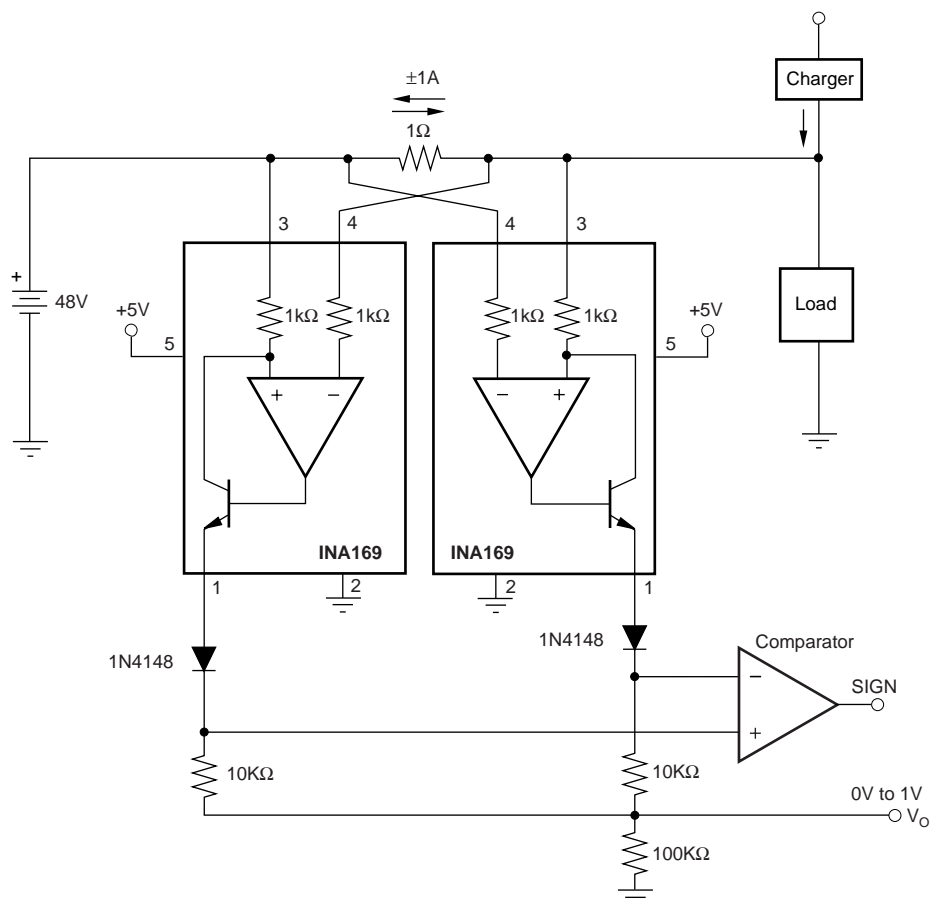 ±1A
Charger
1Ω
3
4
4
3
+
48V
+5V
5
1kΩ
1kΩ
1kΩ
1kΩ
5
+5V
Load
+
−
−
+
INA169
INA169
1
2
2
1
1N4148
1N4148
Comparator
−
+
SIGN
10KΩ
10KΩ
0V to 1V
VO
100KΩ